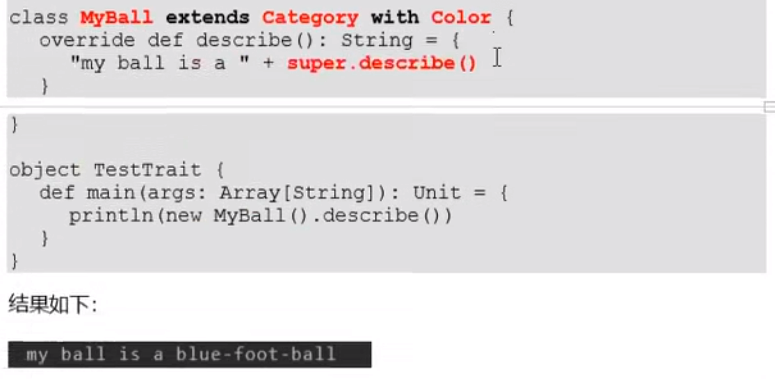 class MyBall extends Category with Color {
override def describe(): String = {
"my ball is a " + super.describe()
}
}
object TestTrait {
def main(args: Array[String]): Unit = {
println(new MyBall().describe())
}
}
结果如下:
my ball is a blue-foot-ball